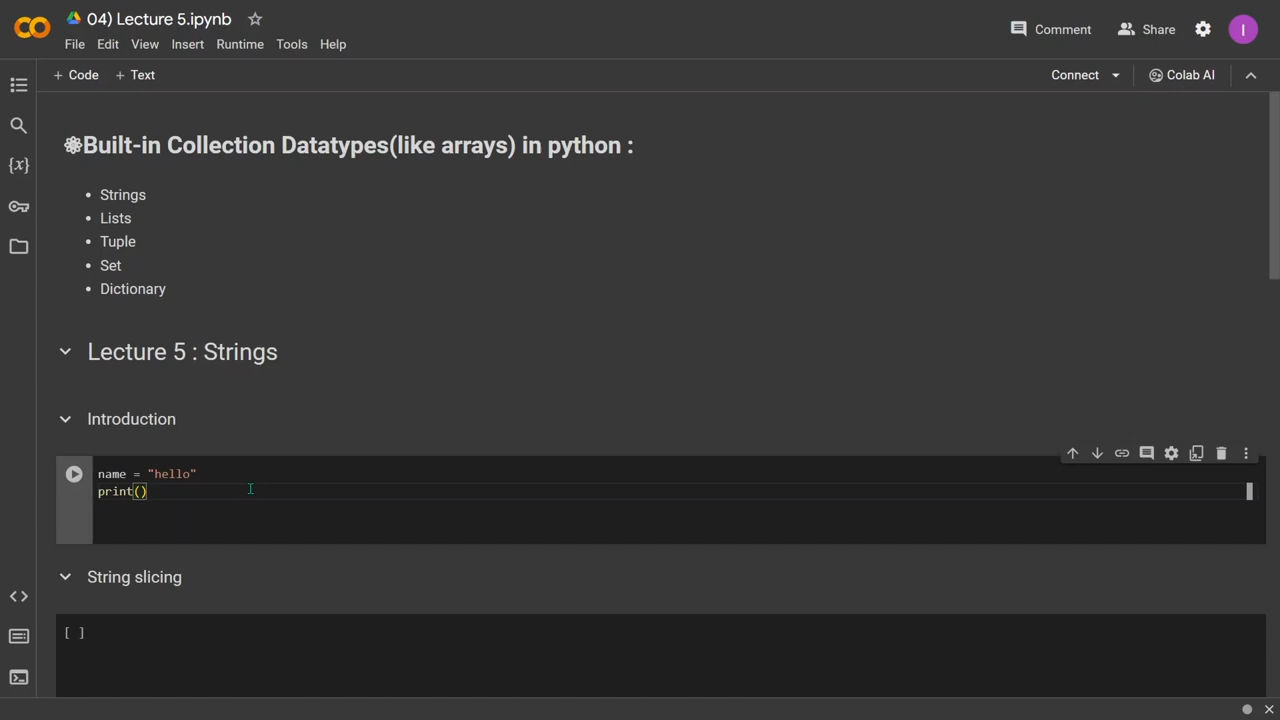 04) Lecture 5.ipynb
Comment
Share
I
File Edit View Insert Runtime Tools Help
+ Code + Text
Connect
Colab AI
Built-in Collection Datatypes(like arrays) in python :
• Strings
• Lists
• Tuple
• Set
• Dictionary
Lecture 5 : Strings
Introduction
name = "hello"
print()
String slicing
[ ]